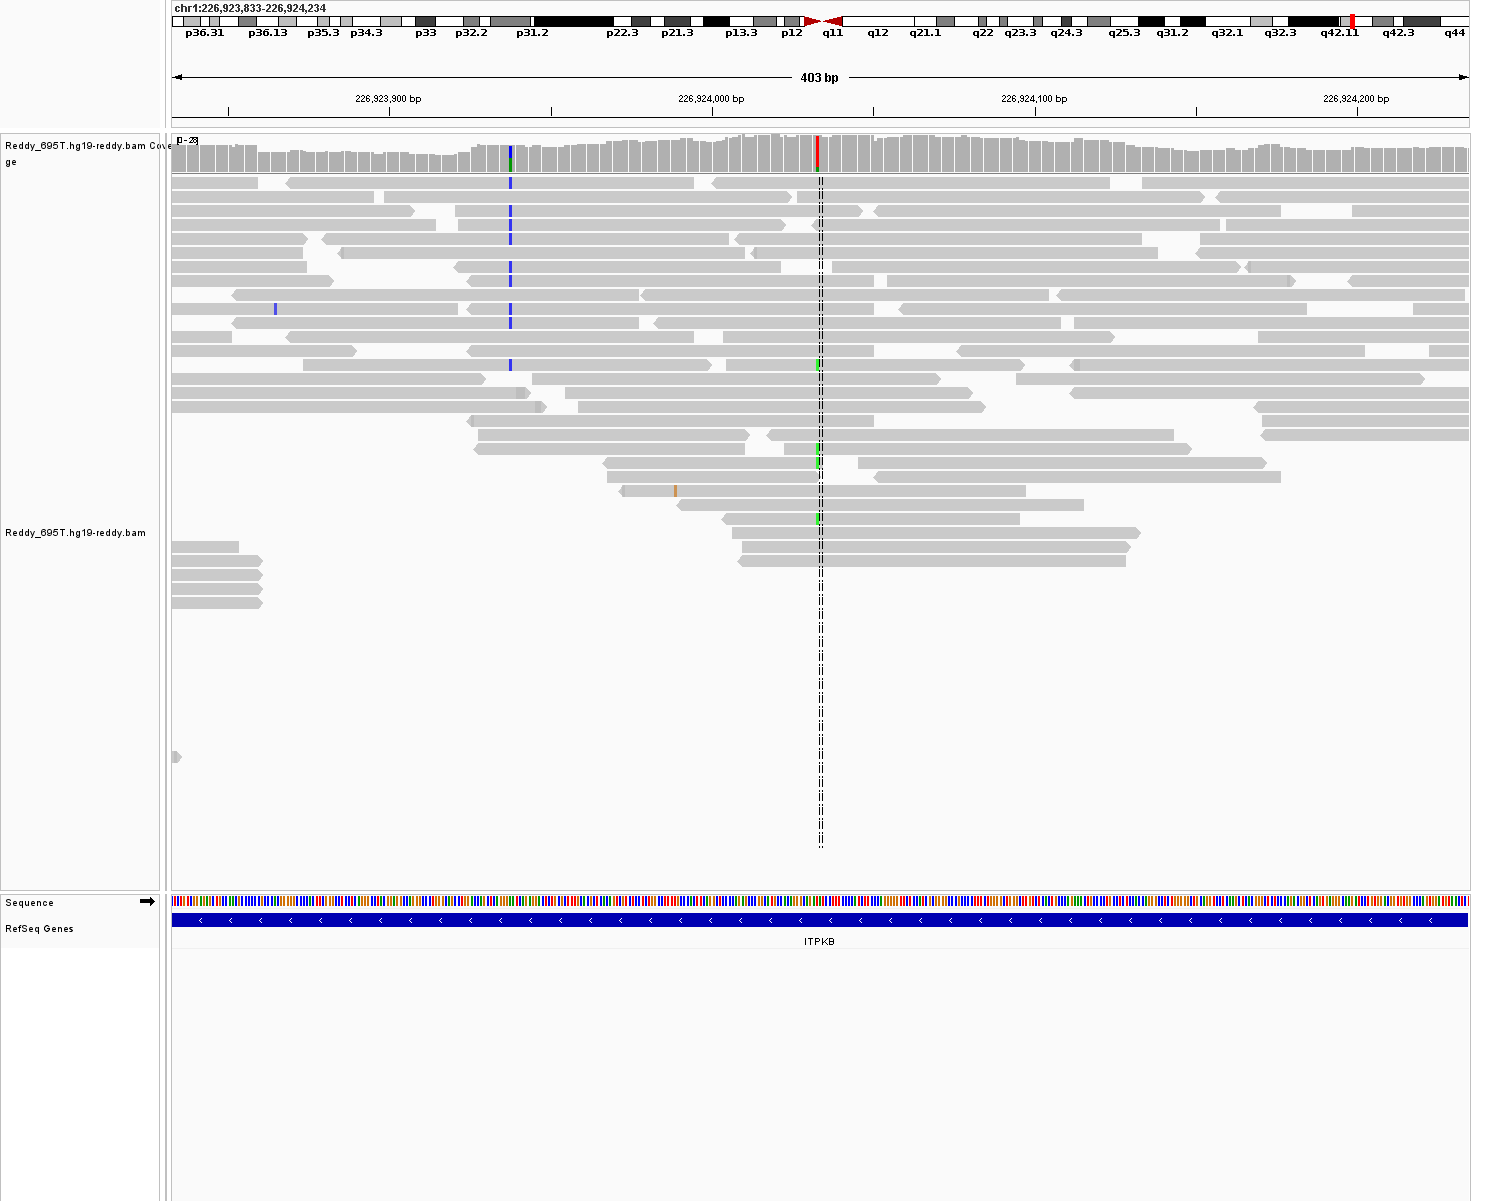 chr1:226,923,833-226,924,234
p36.31 p36.13 p35.3 p34.3 p33 p32.2 p31.2 p22.3 p21.3 p13.3 p12 q11 q12 q21.1 q22 q23.3 q24.3 q25.3 q31.2 q32.1 q32.3 q42.11 q42.3 q44
403 bp
226,923,900 bp 226,924,000 bp 226,924,100 bp 226,924,200 bp
Reddy_695T.hg19-reddy.bam Cove
ge
Reddy_695T.hg19-reddy.bam
Sequence
RefSeq Genes
ITPKB